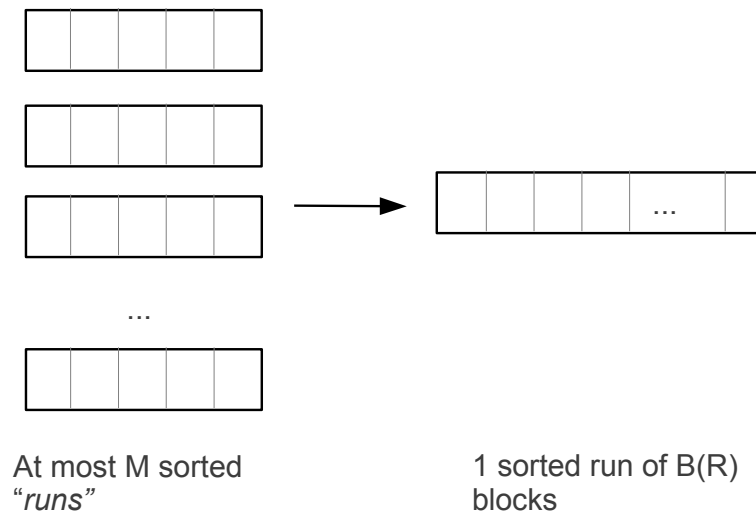 ...
...
At most M sorted
“runs”
1 sorted run of B(R)
blocks